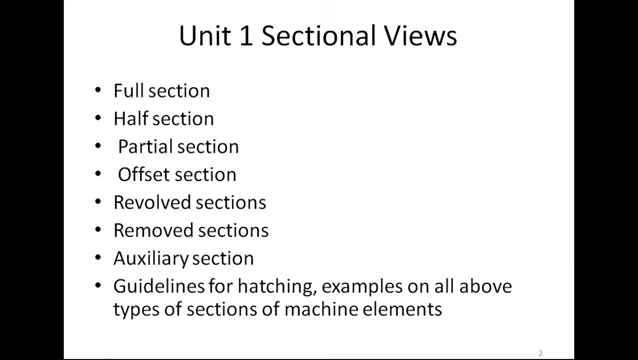 Unit 1 Sectional Views
• Full section
• Half section
• Partial section
• Offset section
• Revolved sections
• Removed sections
• Auxiliary section
• Guidelines for hatching, examples on all above
types of sections of machine elements
2